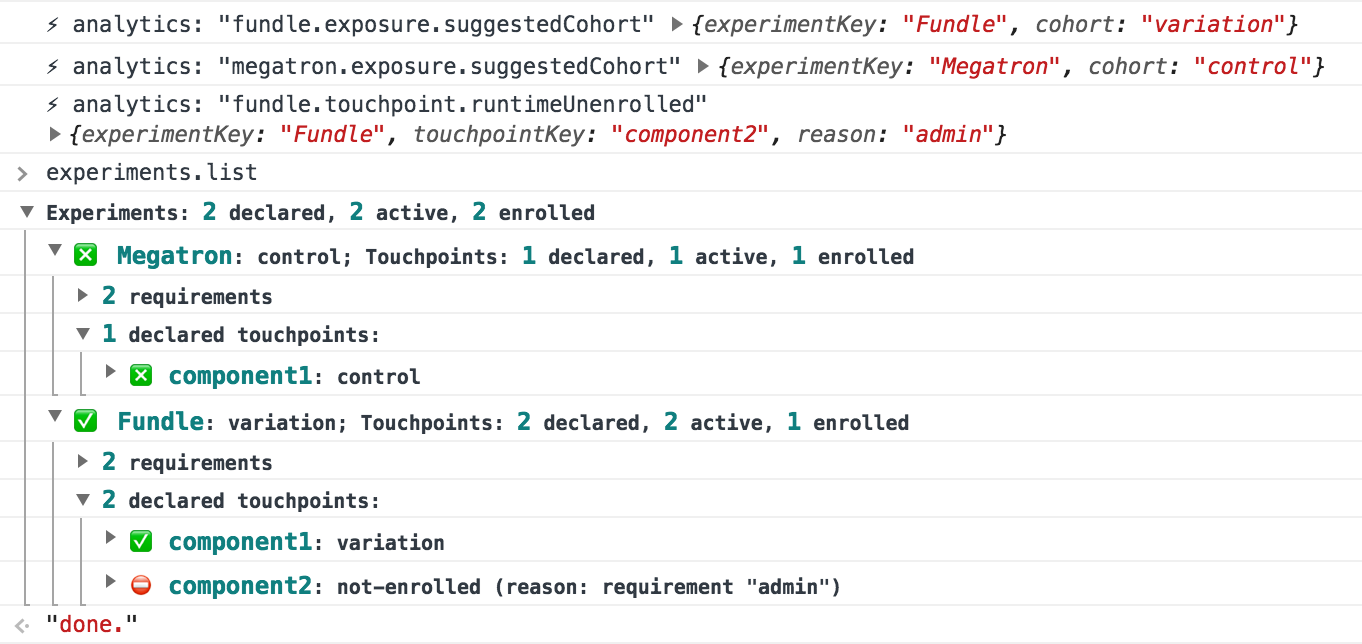 ⚡ analytics: "fundle.exposure.suggestedCohort" ▶ {experimentKey: "Fundle", cohort: "variation"}
⚡ analytics: "megatron.exposure.suggestedCohort" ▶ {experimentKey: "Megatron", cohort: "control"}
⚡ analytics: "fundle.touchpoint.runtimeUnenrolled"
▶ {experimentKey: "Fundle", touchpointKey: "component2", reason: "admin"}
> experiments.list
▼ Experiments: 2 declared, 2 active, 2 enrolled
▼ ❎ Megatron: control; Touchpoints: 1 declared, 1 active, 1 enrolled
▶ 2 requirements
▼ 1 declared touchpoints:
▶ ❎ component1: control
▼ ✅ Fundle: variation; Touchpoints: 2 declared, 2 active, 1 enrolled
▶ 2 requirements
▼ 2 declared touchpoints:
▶ ✅ component1: variation
▶ ⛔ component2: not-enrolled (reason: requirement "admin")
<· "done."